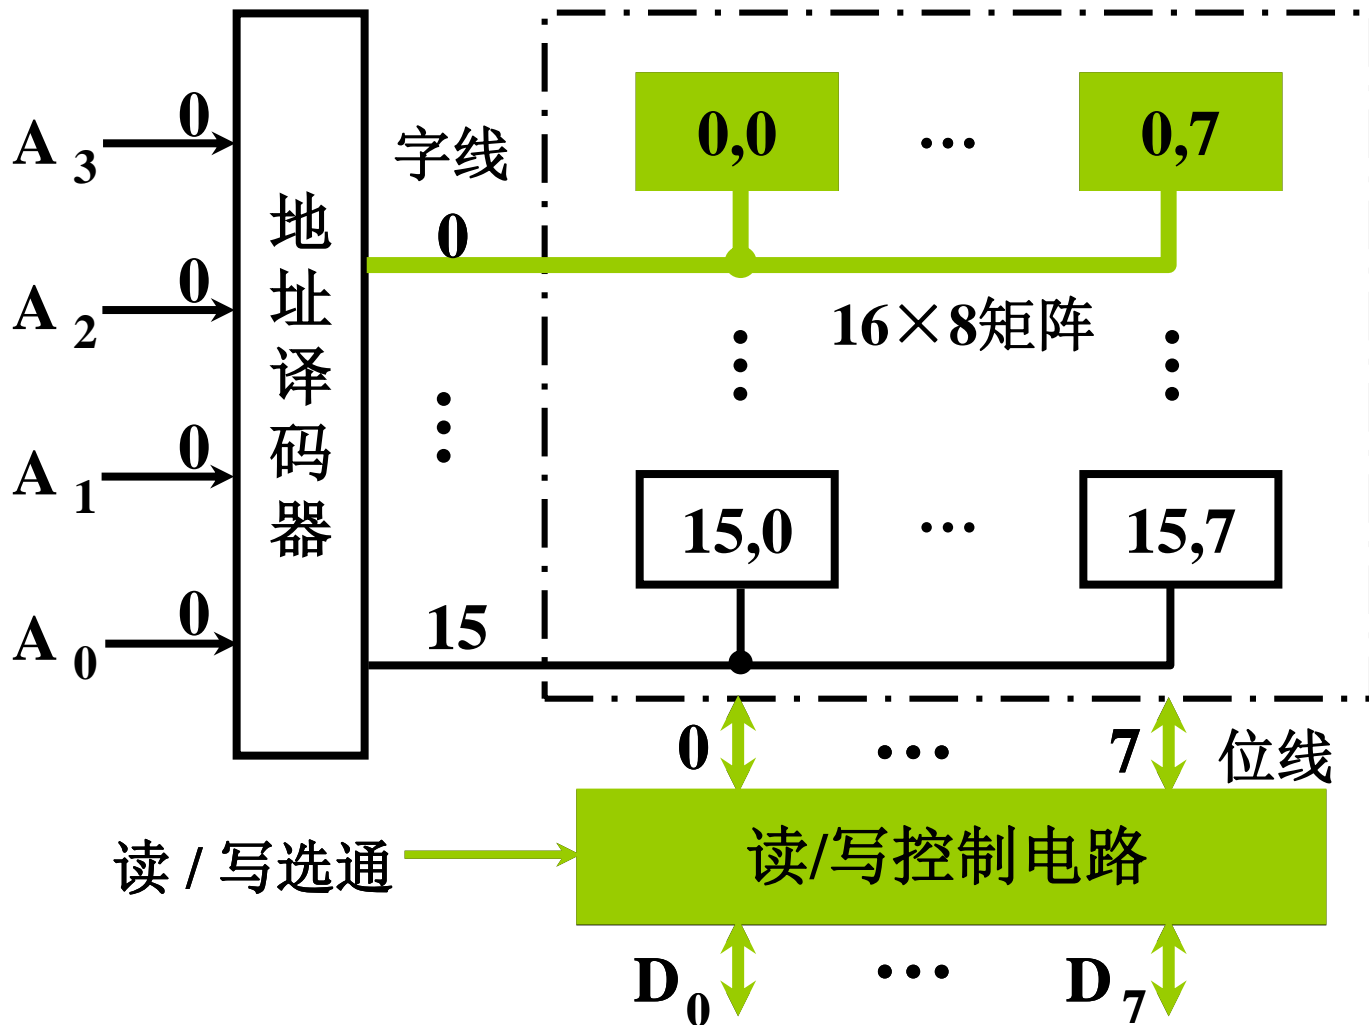 0,0 … 0,7
A3 0
字线
0
地址译码器
A2 0
16×8矩阵
A1 0
15,0 … 15,7
A0 0
15
0 … 7 位线
读 / 写选通
读/写控制电路
D0 … D7